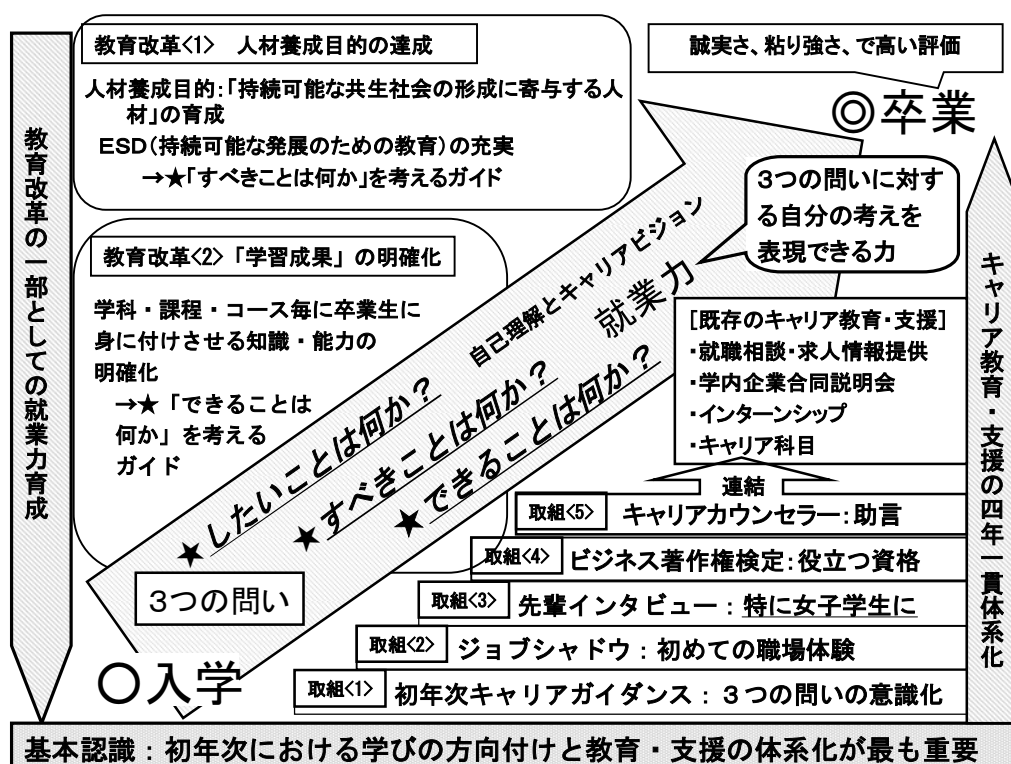 教育改革<1>　人材養成目的の達成
人材養成目的：「持続可能な共生社会の形成に寄与する人
材」の育成
ESD（持続可能な発展のための教育）の充実
→★「すべきことは何か」を考えるガイド
誠実さ、粘り強さ、で高い評価
◎卒業
教育改革の一部としての就業力育成
3つの問いに対す
る自分の考えを
表現できる力
教育改革<2>「学習成果」の明確化
学科・課程・コース毎に卒業生に
身に付けさせる知識・能力の
明確化
→★「できることは
何か」を考える
ガイド
自己理解とキャリアビジョン
就業力
★したいことは何か？
★すべきことは何か？
★できることは何か？
キャリア教育・支援の四年一貫体系化
［既存のキャリア教育・支援］
・就職相談・求人情報提供
・学内企業合同説明会
・インターンシップ
・キャリア科目
連結
取組<5>　キャリアカウンセラー：助言
取組<4>　ビジネス著作権検定：役立つ資格
取組<3>　先輩インタビュー：特に女子学生に
取組<2>　ジョブシャドウ：初めての職場体験
取組<1>　初年次キャリアガイダンス：3つの問いの意識化
3つの問い
○入学
基本認識：初年次における学びの方向付けと教育・支援の体系化が最も重要